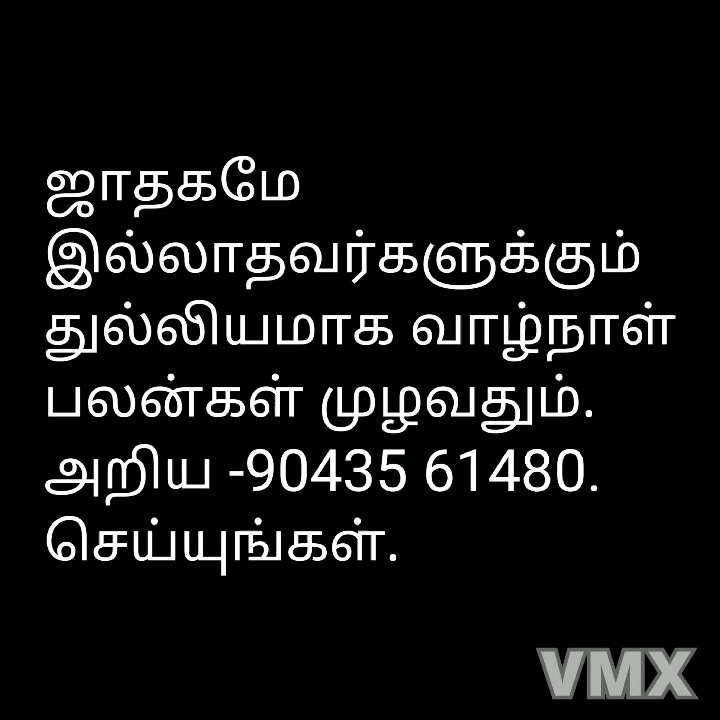 ஜாதகமே
இல்லாதவர்களுக்கும்
துல்லியமாக வாழ்நாள்
பலன்கள் முழவதும்.
அறிய -90435 61480.
செய்யுங்கள்.
VMX